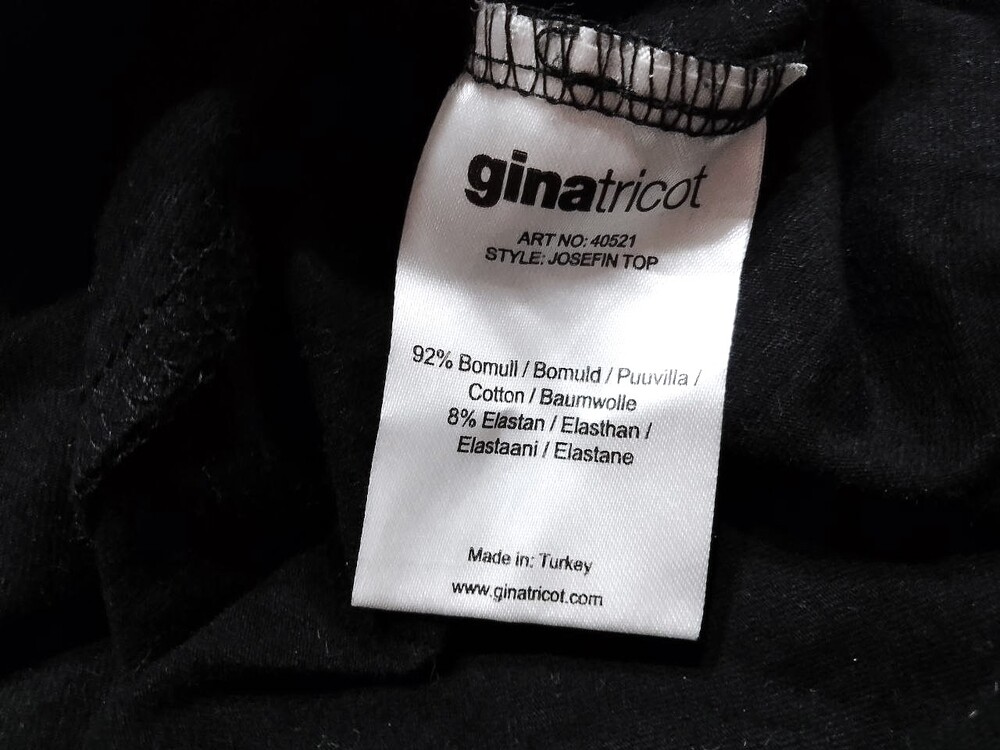 ginatricot
ART NO: 40521
STYLE: JOSEFIN TOP
92% Bomull / Bomuld / Puuvilla /
Cotton / Baumwolle
8% Elastan / Elasthan /
Elastaani / Elastane
Made in: Turkey
www.ginatricot.com